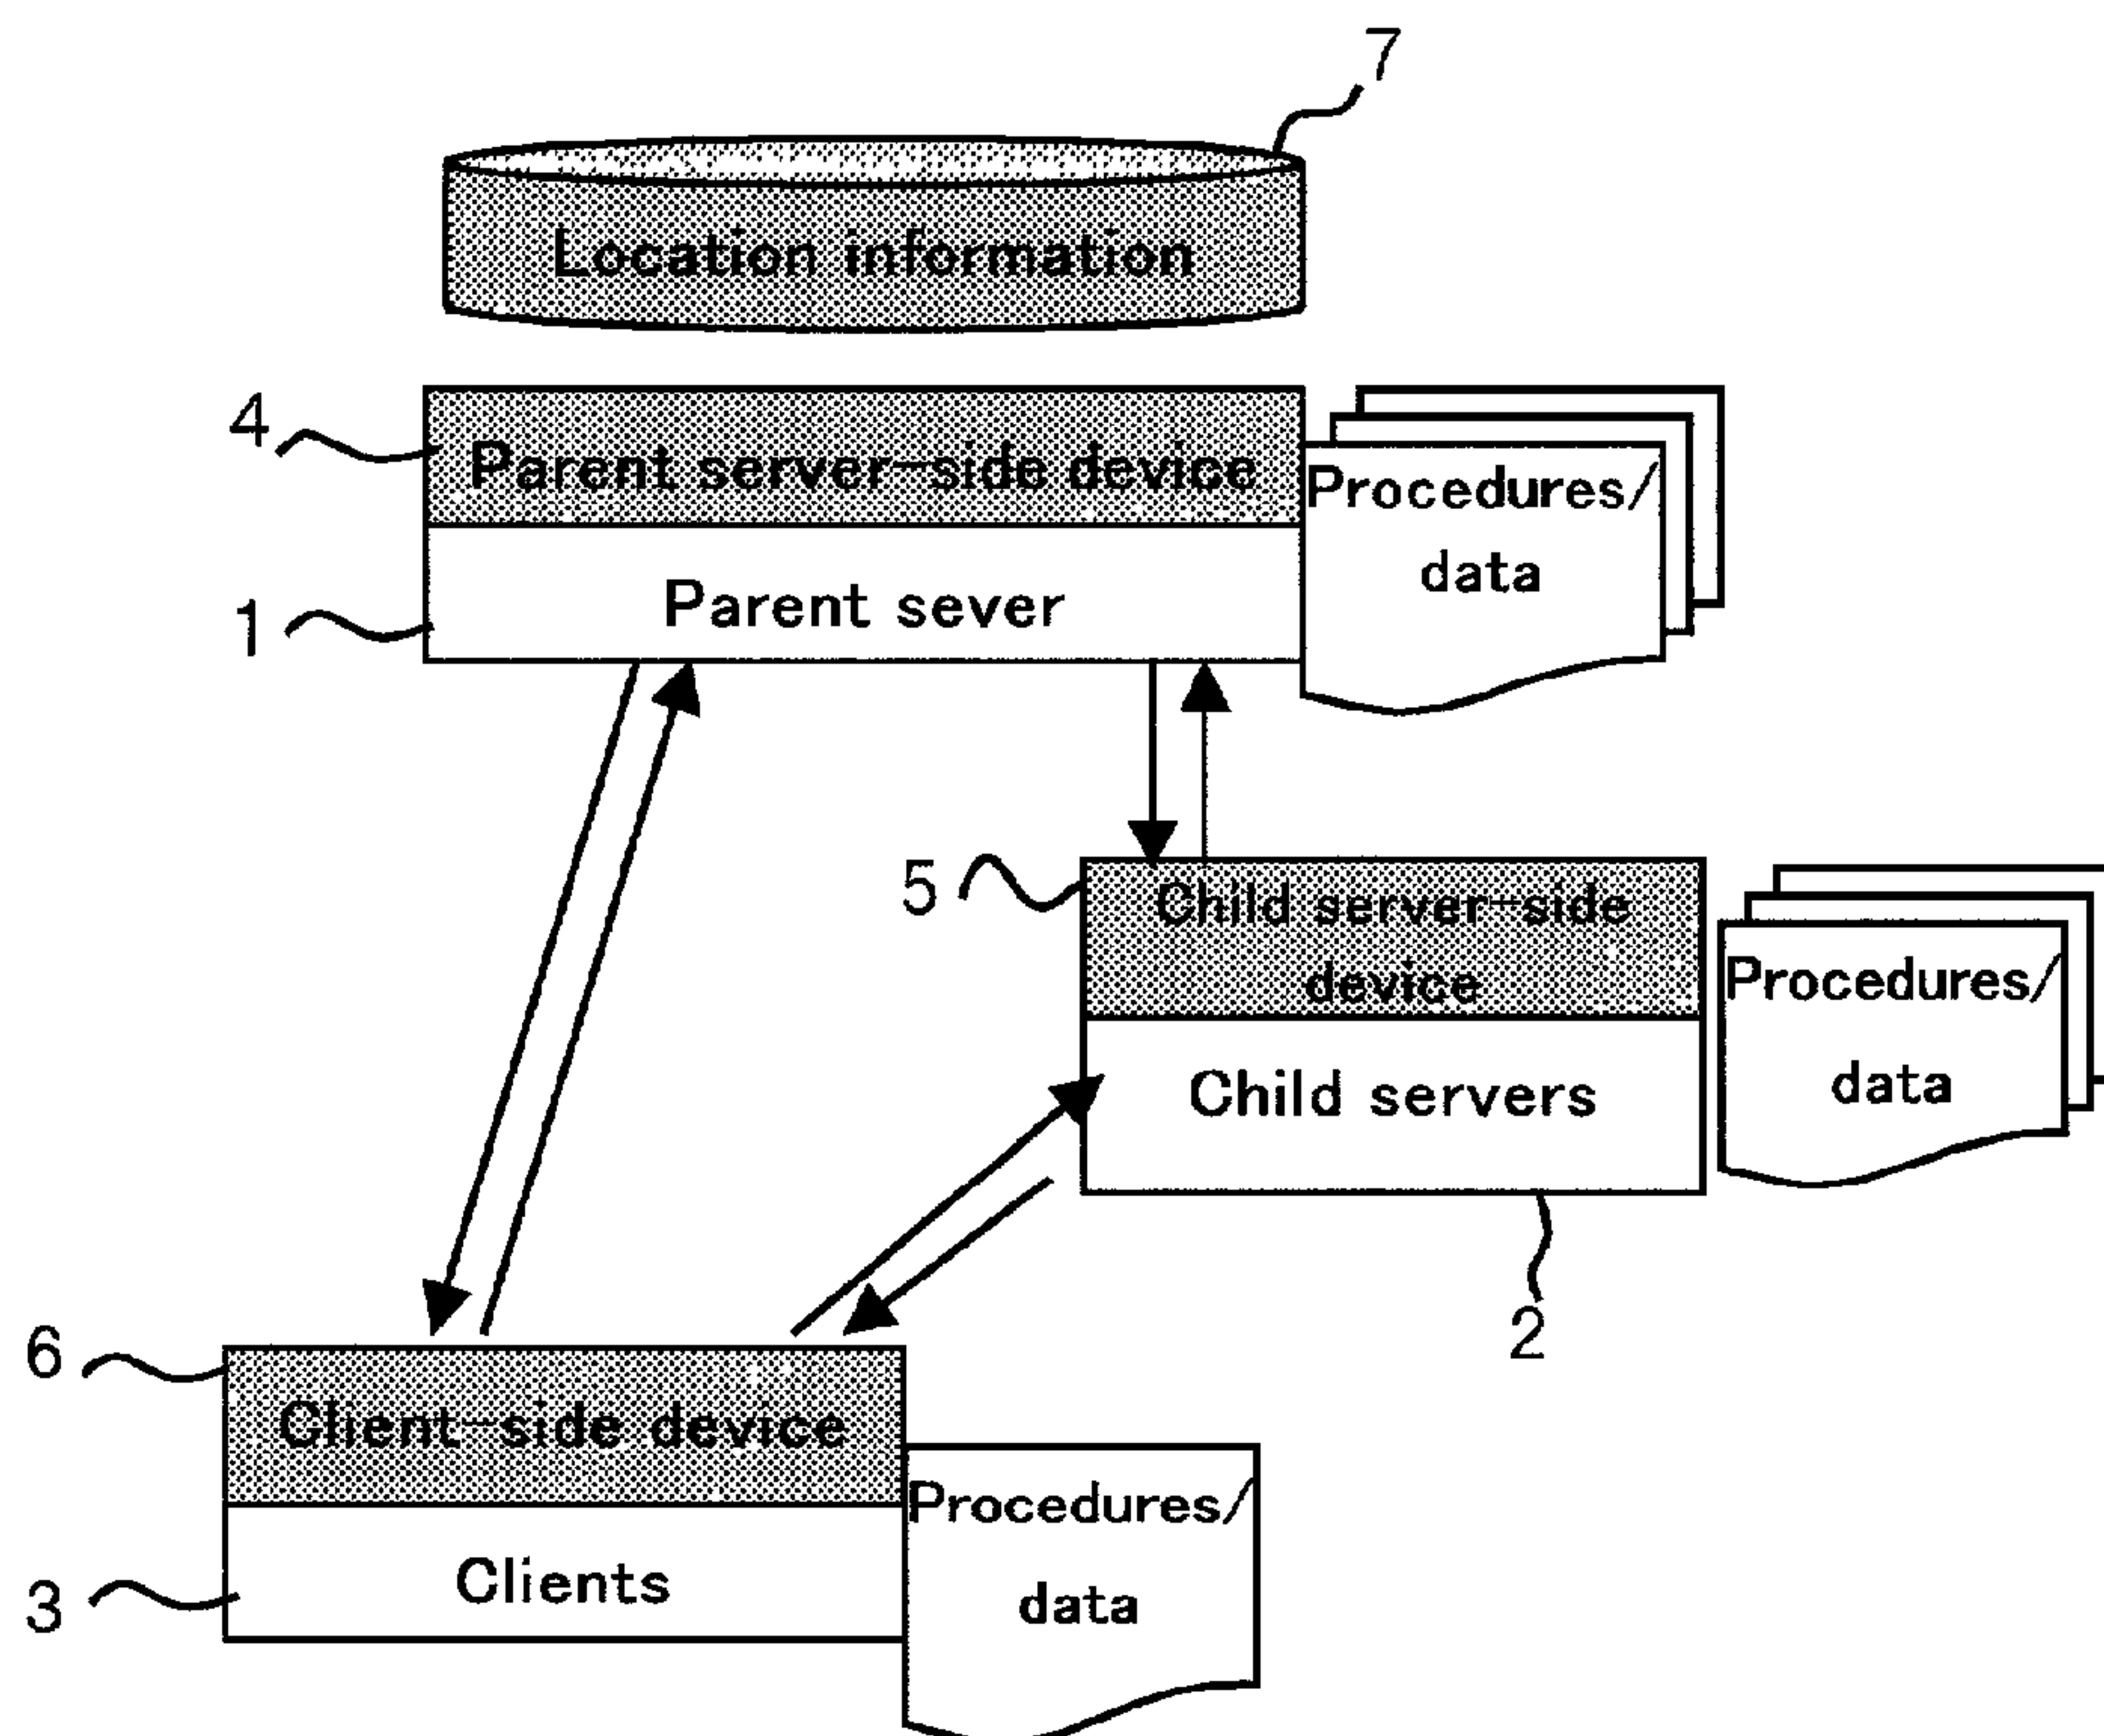 7
Location information
4
Parent server-side device
Procedures/
data
1
Parent sever
5
Child server-side
device
Procedures/
data
Child servers
2
6
Client-side device
Procedures/
data
3
Clients